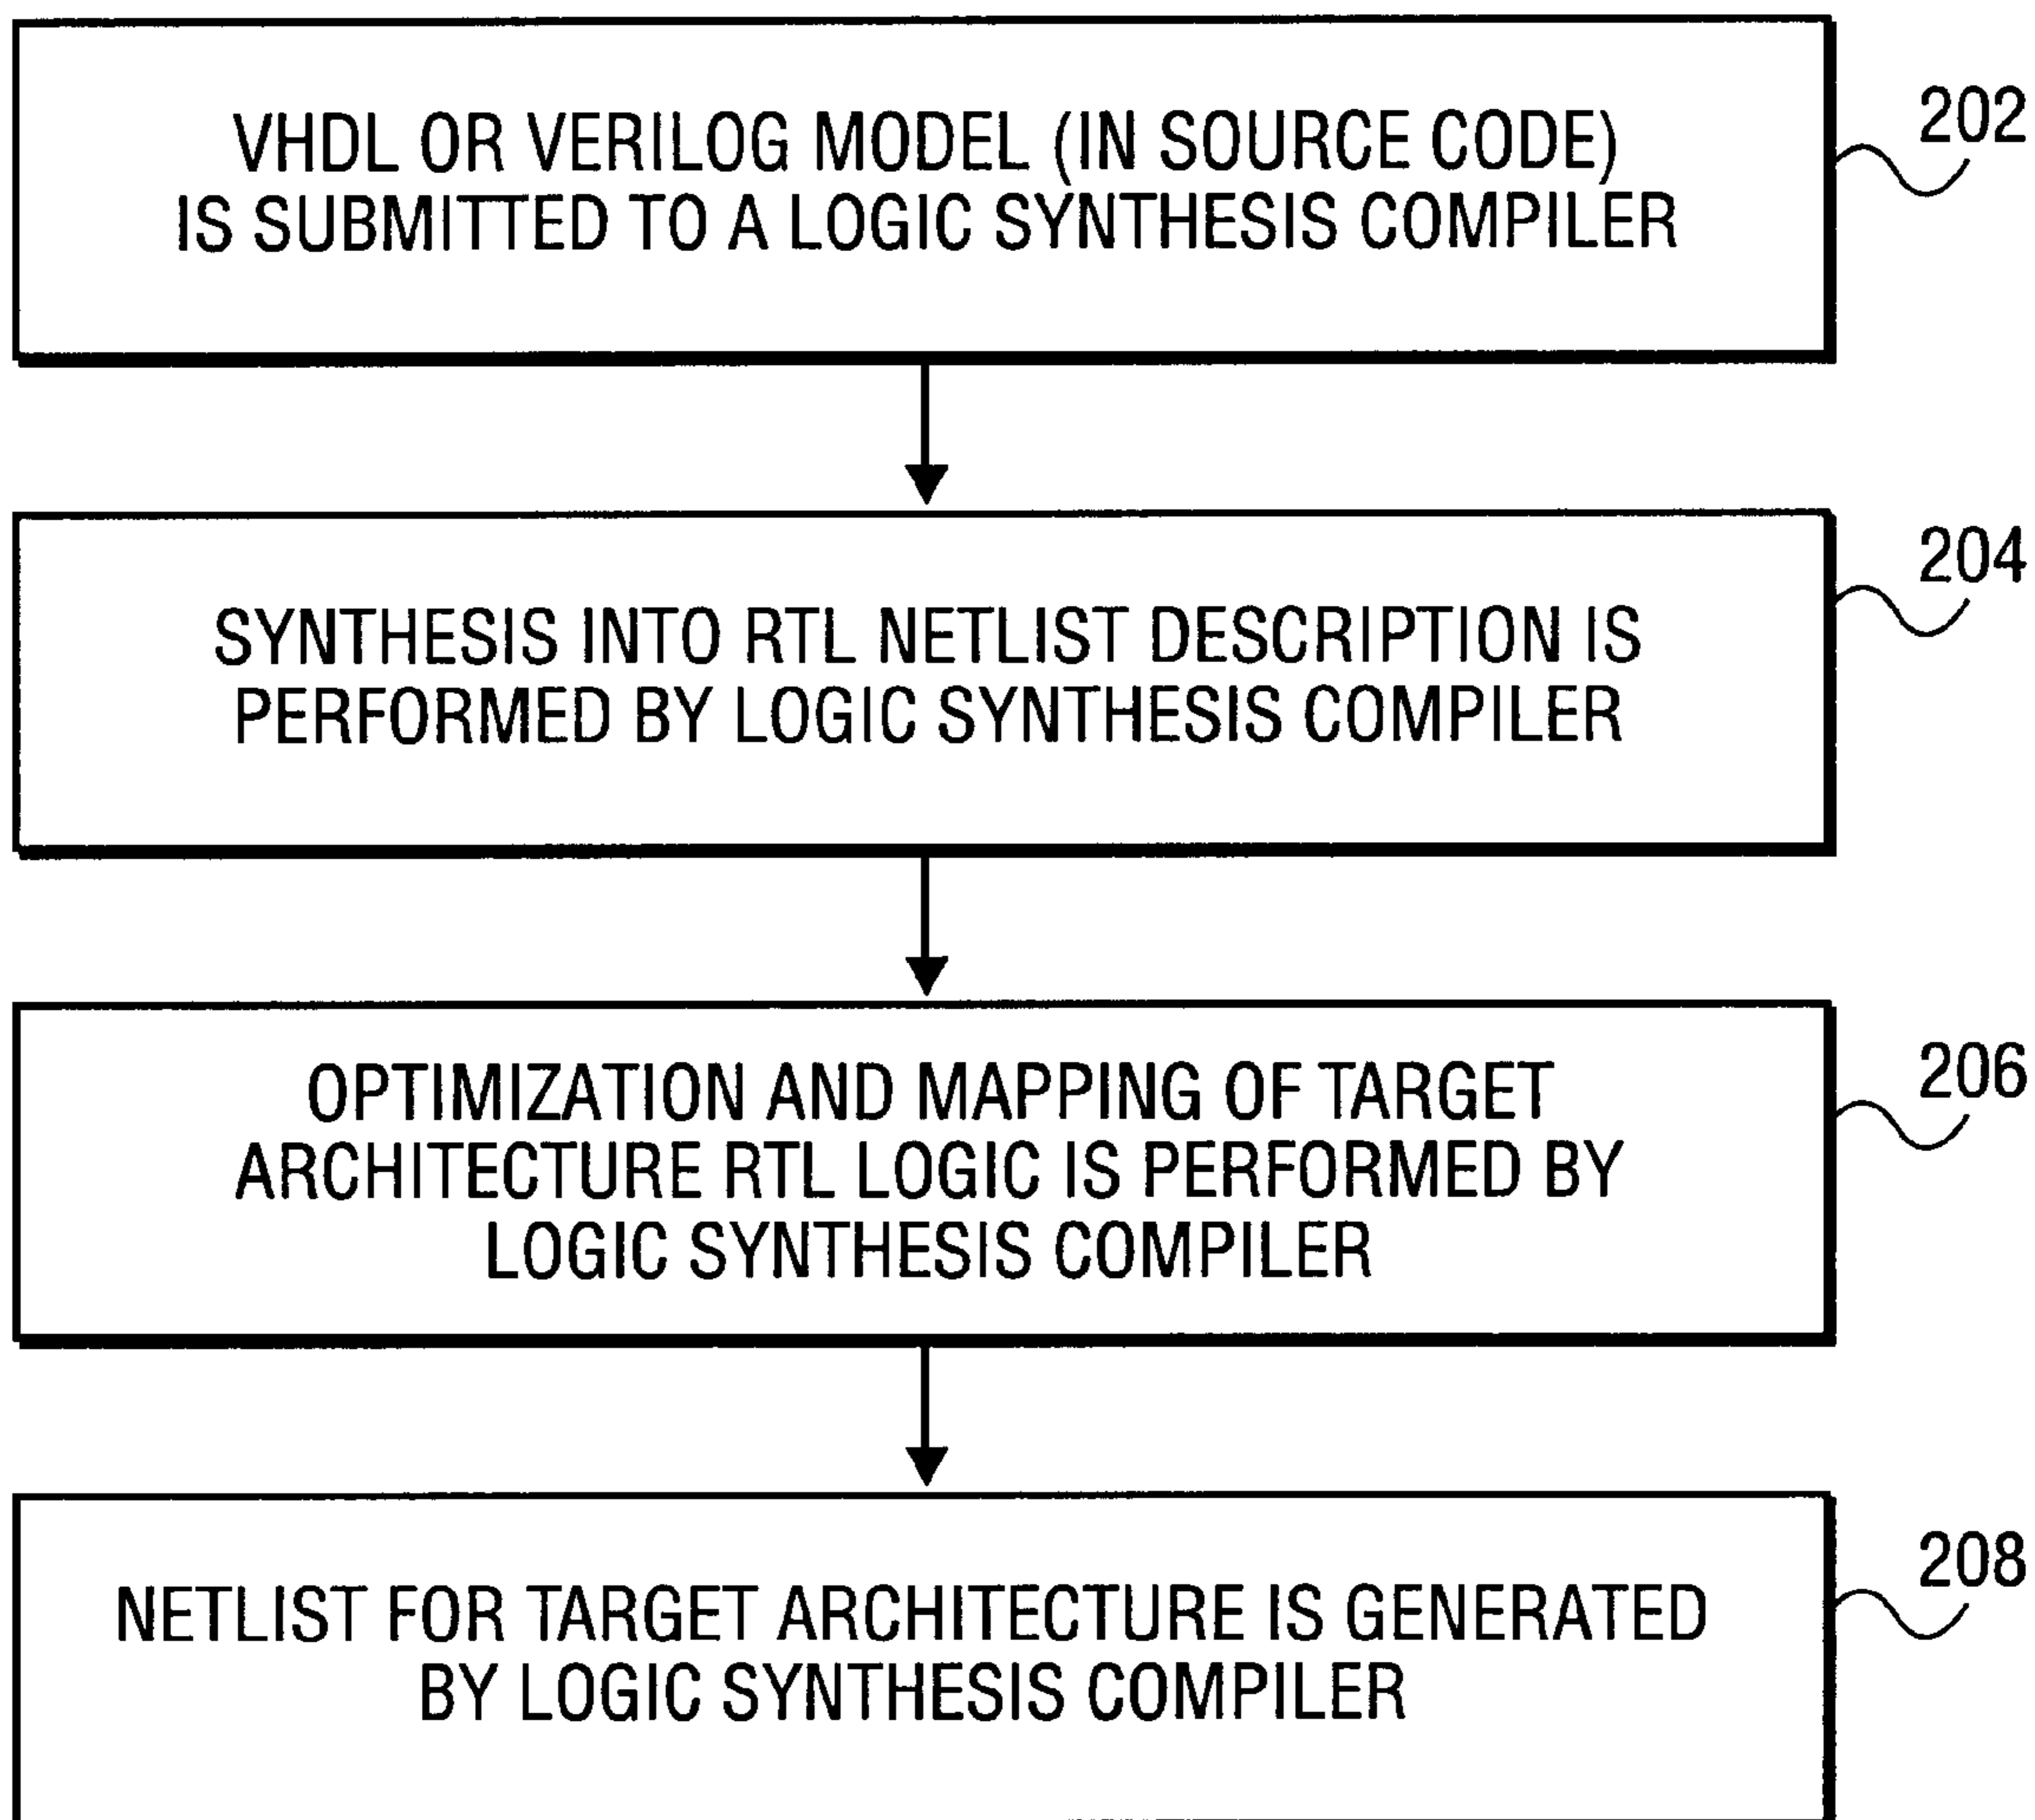 VHDL OR VERILOG MODEL (IN SOURCE CODE)
IS SUBMITTED TO A LOGIC SYNTHESIS COMPILER
202
SYNTHESIS INTO RTL NETLIST DESCRIPTION IS
PERFORMED BY LOGIC SYNTHESIS COMPILER
204
OPTIMIZATION AND MAPPING OF TARGET
ARCHITECTURE RTL LOGIC IS PERFORMED BY
LOGIC SYNTHESIS COMPILER
206
NETLIST FOR TARGET ARCHITECTURE IS GENERATED
BY LOGIC SYNTHESIS COMPILER
208